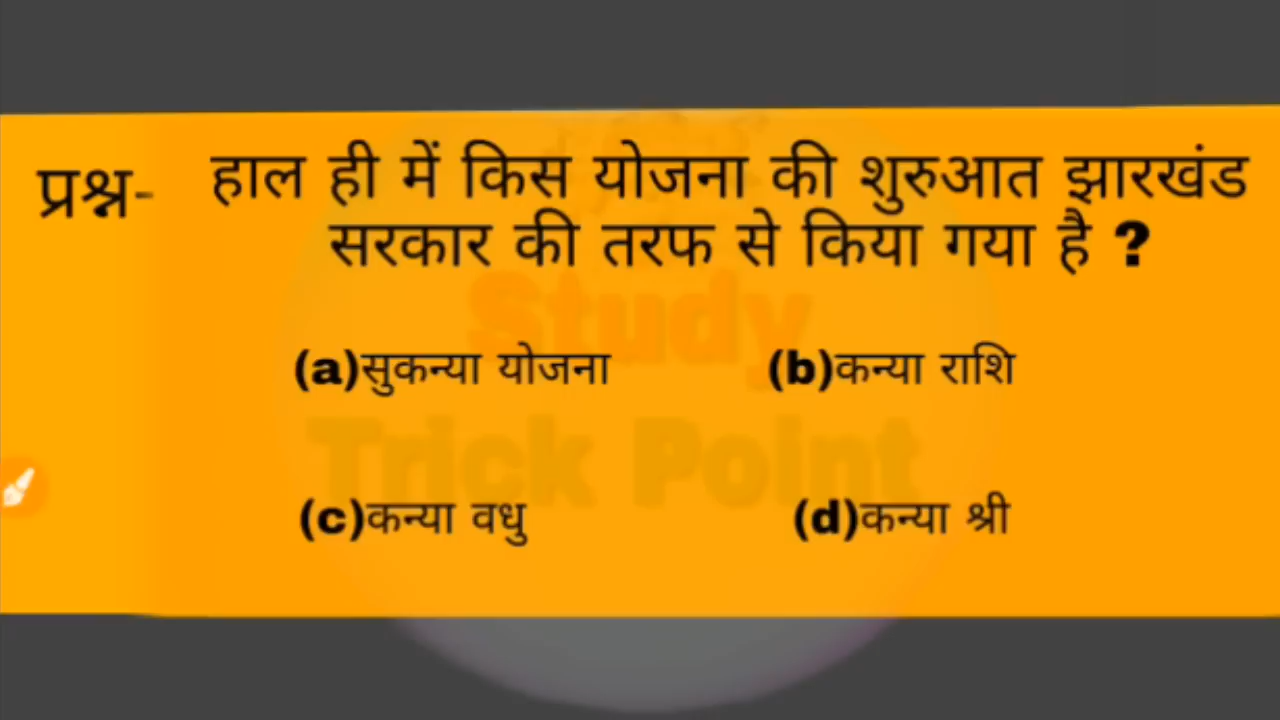 प्रश्न- हाल ही में किस योजना की शुरुआत झारखंड
सरकार की तरफ से किया गया है ?
Study
(a)सुकन्या योजना (b)कन्या राशि
Trick Point
(c)कन्या वधु (d)कन्या श्री